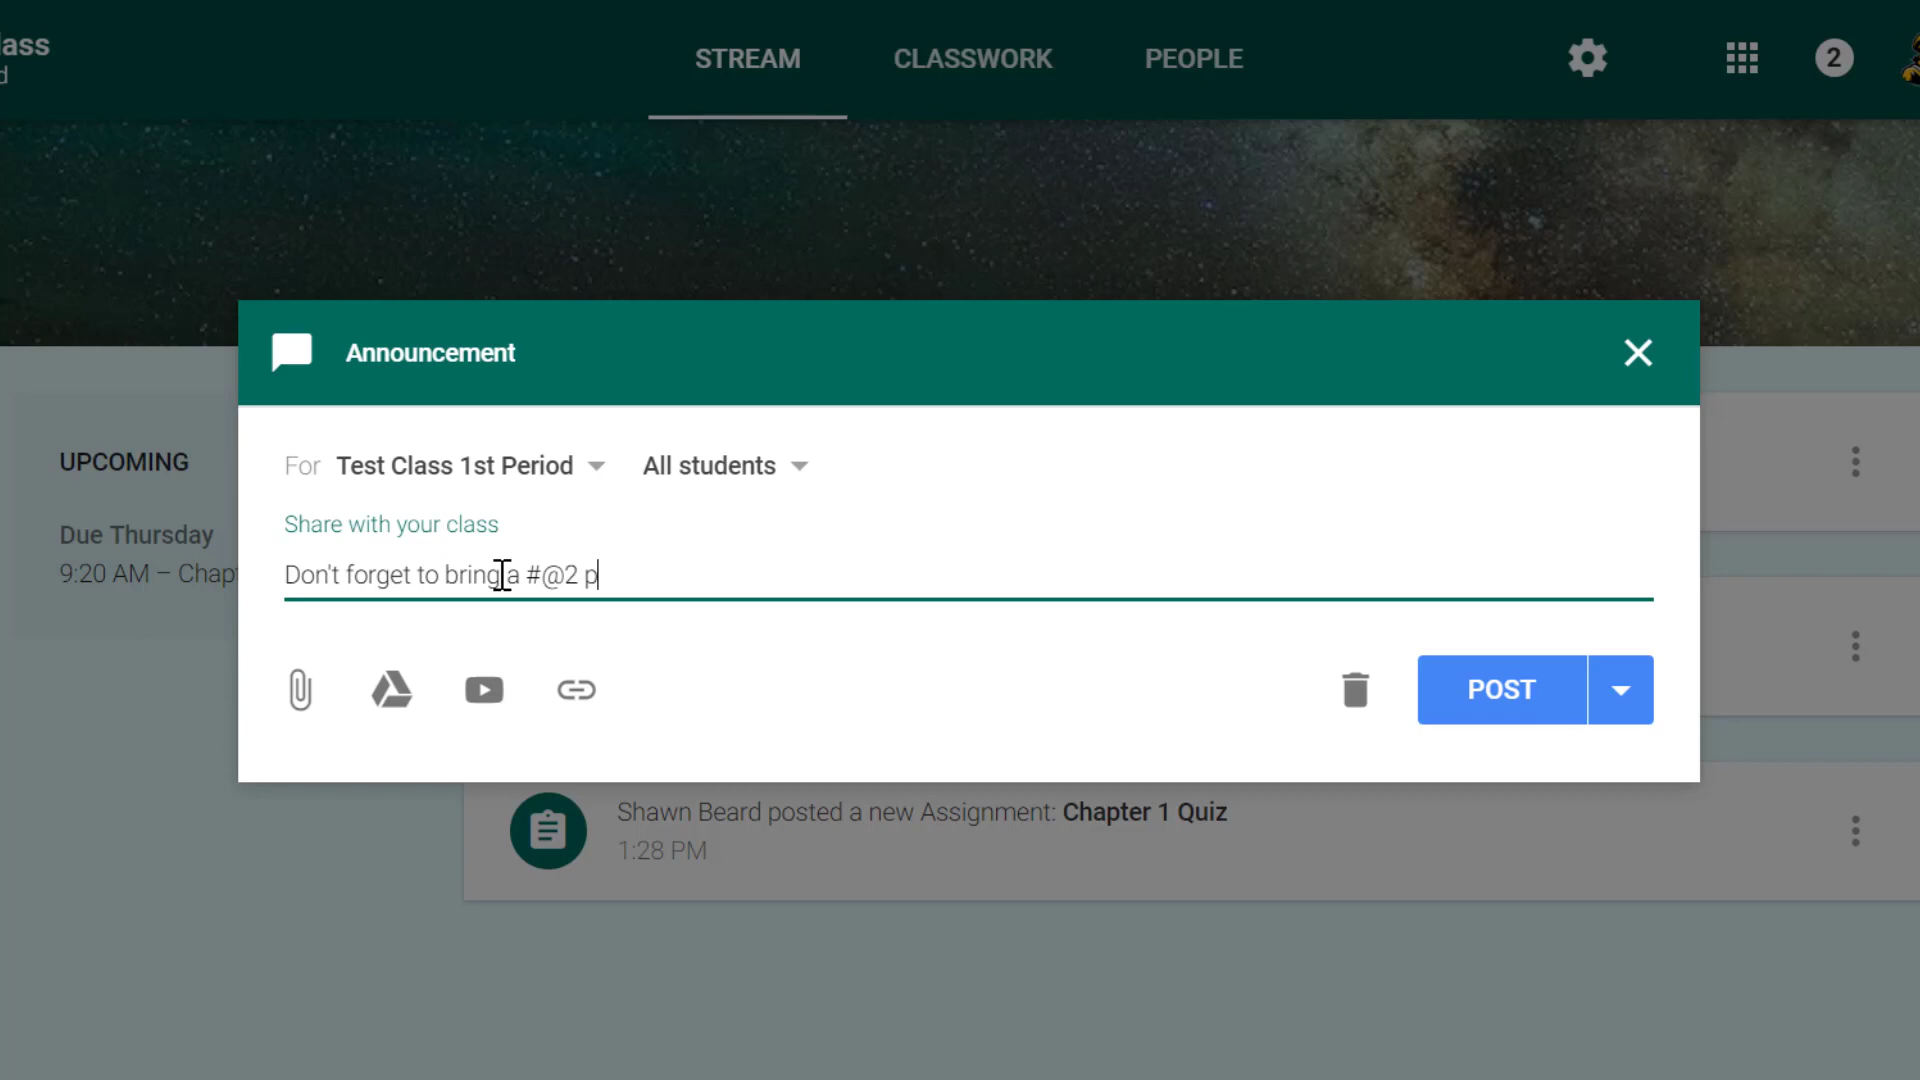 lass
d
STREAM
CLASSWORK
PEOPLE
2
Announcement
For Test Class 1st Period All students
Share with your class
Don't forget to bring a #@2 p
POST
UPCOMING
Due Thursday
9:20 AM – Chap
Shawn Beard posted a new Assignment: Chapter 1 Quiz
1:28 PM